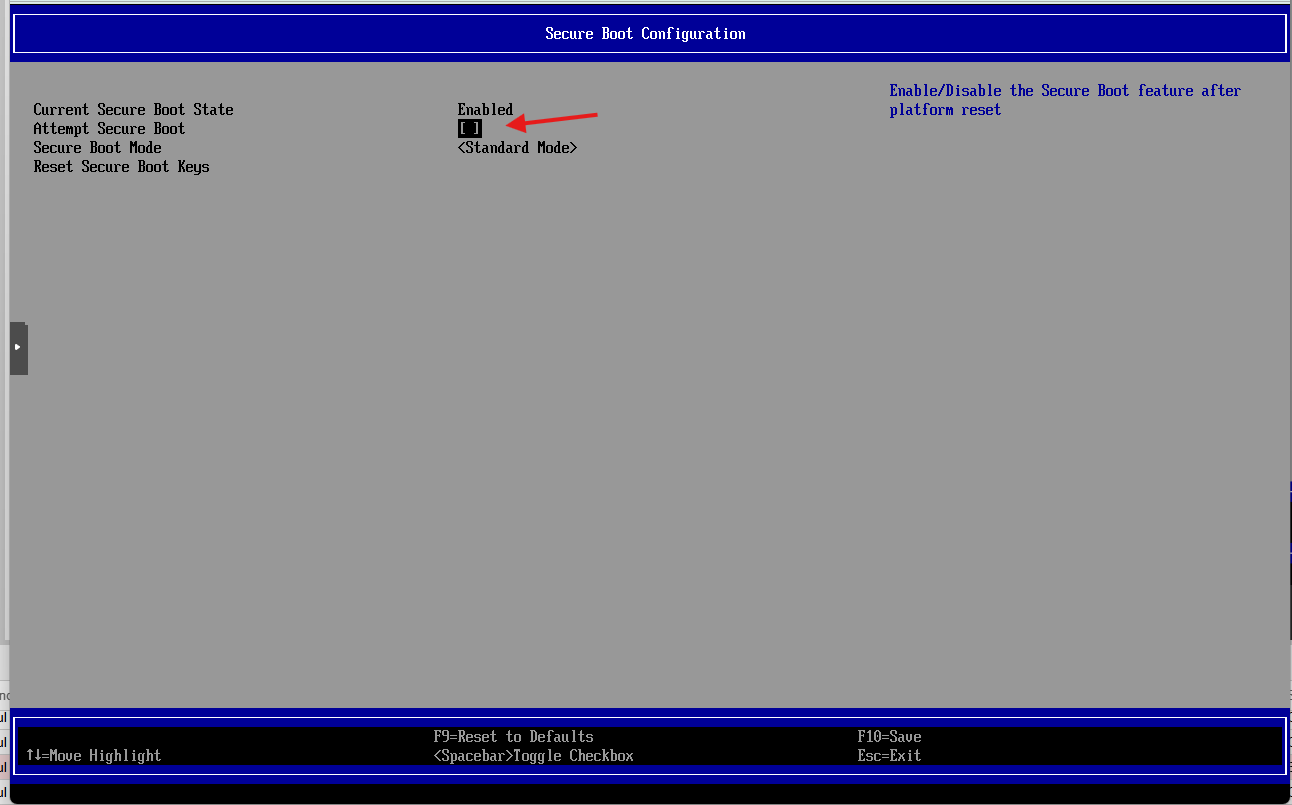 Secure Boot Configuration
Current Secure Boot State Enabled
Attempt Secure Boot [ ]
Secure Boot Mode <Standard Mode>
Reset Secure Boot Keys
Enable/Disable the Secure Boot feature after
platform reset
F9=Reset to Defaults F10=Save
↑↓=Move Highlight <Spacebar>Toggle Checkbox Esc=Exit